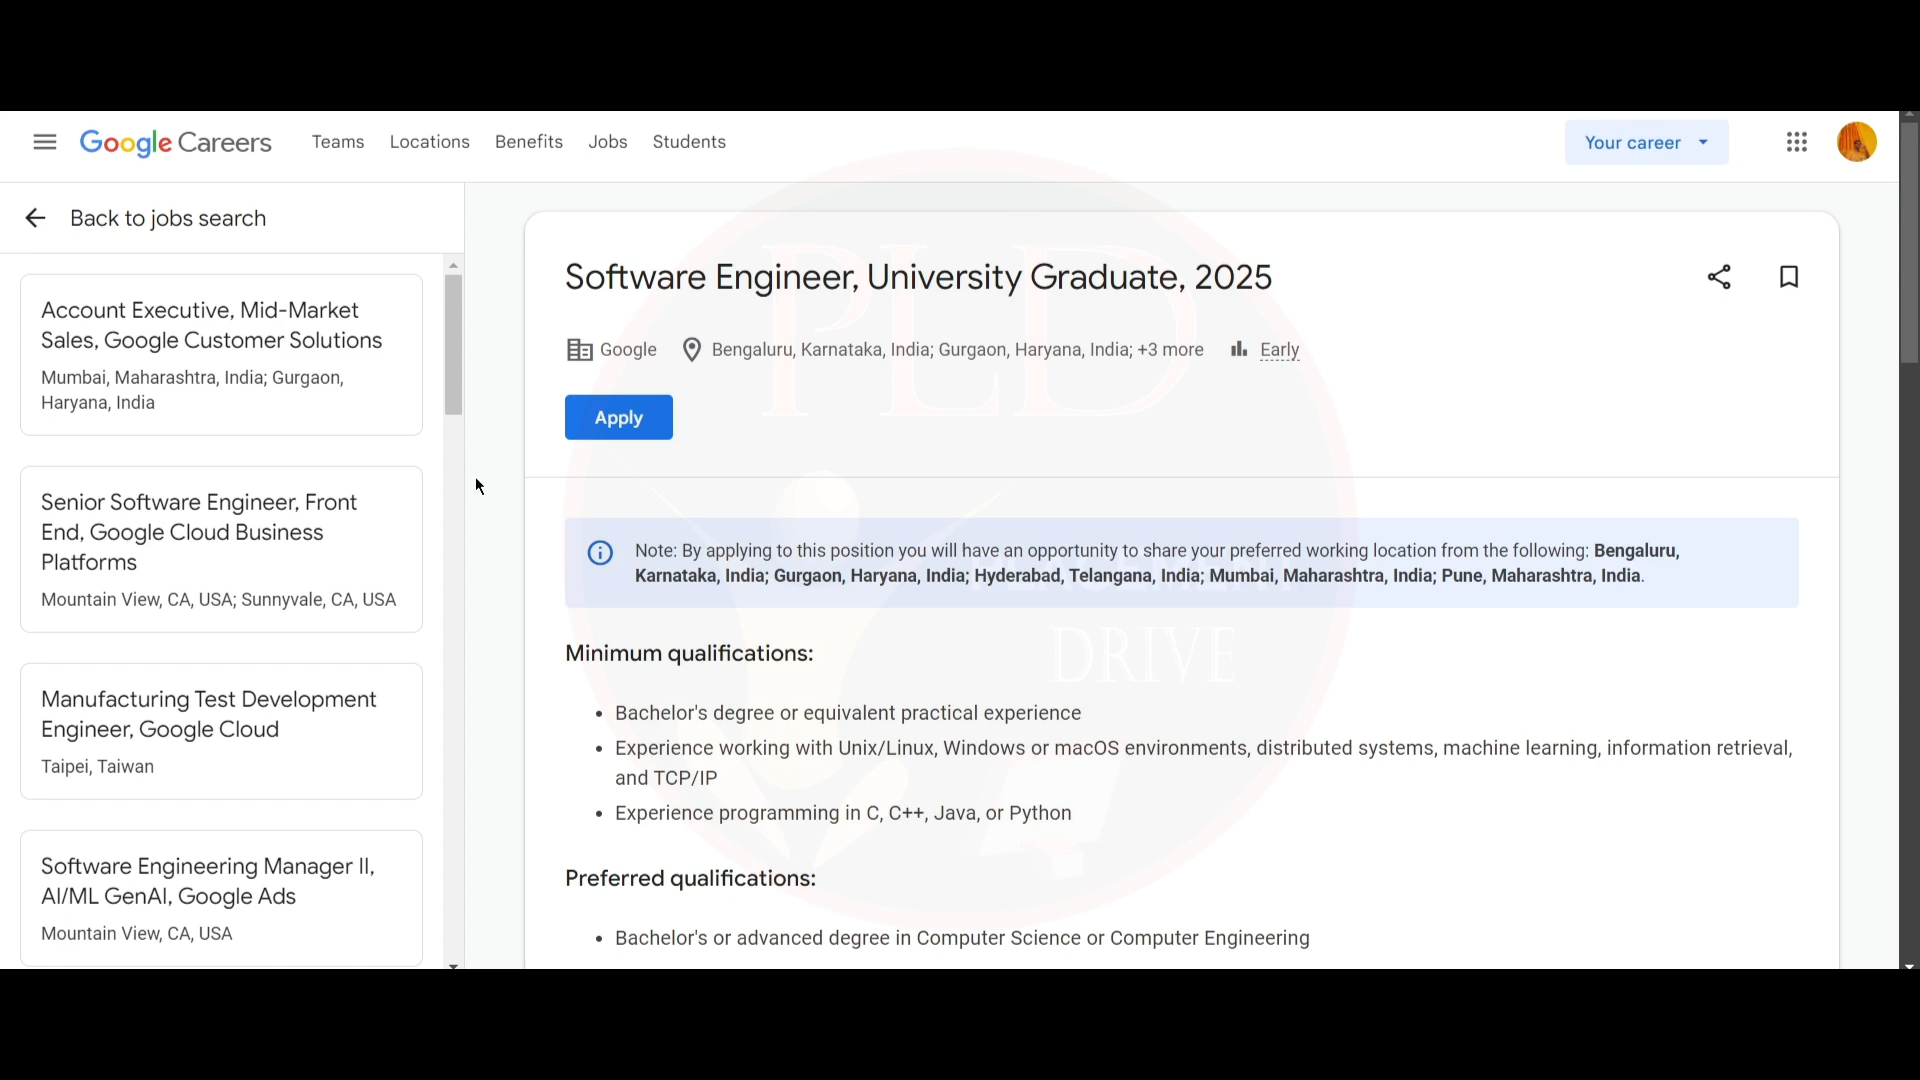 Google Careers
Teams
Locations
Benefits
Jobs
Students
Your career
Back to jobs search
Account Executive, Mid-Market
Sales, Google Customer Solutions
Mumbai, Maharashtra, India; Gurgaon,
Haryana, India
Senior Software Engineer, Front
End, Google Cloud Business
Platforms
Mountain View, CA, USA; Sunnyvale, CA, USA
Manufacturing Test Development
Engineer, Google Cloud
Taipei, Taiwan
Software Engineering Manager II,
AI/ML GenAI, Google Ads
Mountain View, CA, USA
Software Engineer, University Graduate, 2025
Google
Bengaluru, Karnataka, India; Gurgaon, Haryana, India; +3 more
Early
Apply
Note: By applying to this position you will have an opportunity to share your preferred working location from the following: Bengaluru,
Karnataka, India; Gurgaon, Haryana, India; Hyderabad, Telangana, India; Mumbai, Maharashtra, India; Pune, Maharashtra, India.
Minimum qualifications:
• Bachelor's degree or equivalent practical experience
• Experience working with Unix/Linux, Windows or macOS environments, distributed systems, machine learning, information retrieval,
and TCP/IP
• Experience programming in C, C++, Java, or Python
Preferred qualifications:
• Bachelor's or advanced degree in Computer Science or Computer Engineering
PLD
PLACEMENT
DRIVE